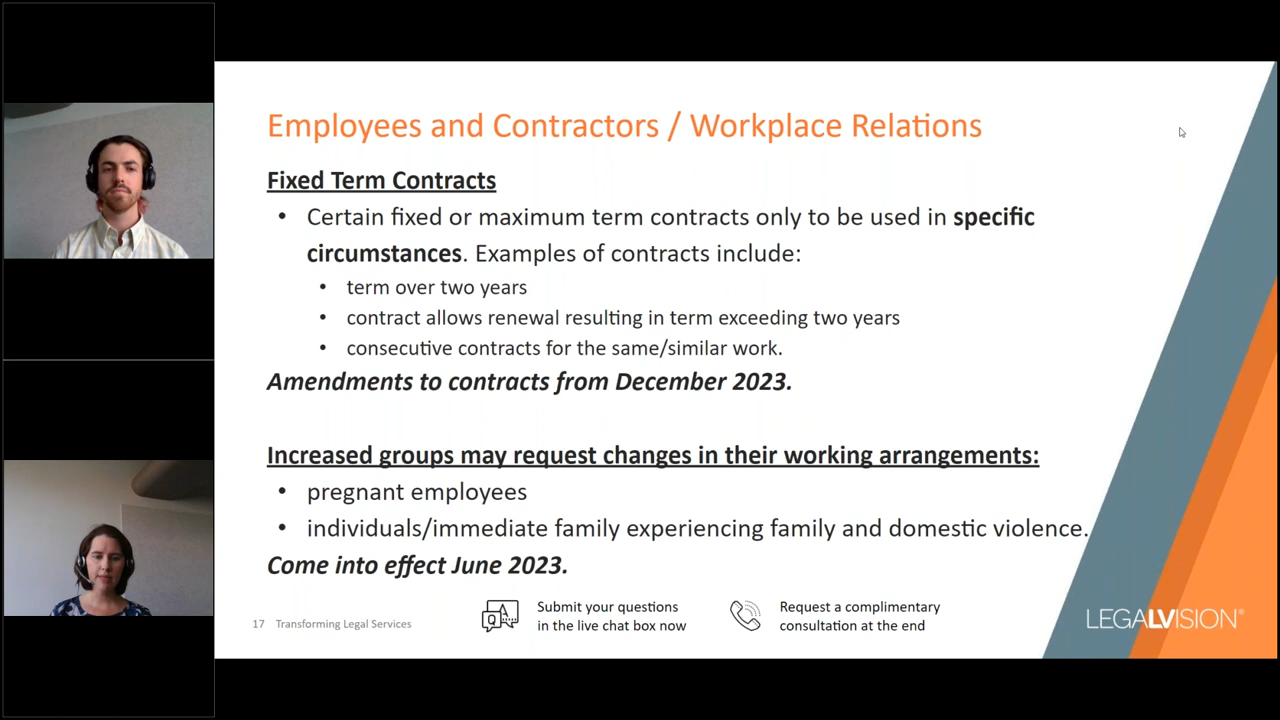 Employees and Contractors / Workplace Relations
Fixed Term Contracts
• Certain fixed or maximum term contracts only to be used in specific
circumstances. Examples of contracts include:
• term over two years
• contract allows renewal resulting in term exceeding two years
• consecutive contracts for the same/similar work.
Amendments to contracts from December 2023.
Increased groups may request changes in their working arrangements:
• pregnant employees
• individuals/immediate family experiencing family and domestic violence.
Come into effect June 2023.
17 Transforming Legal Services
Q A
Submit your questions
in the live chat box now
Request a complimentary
consultation at the end
LEGALVISION®